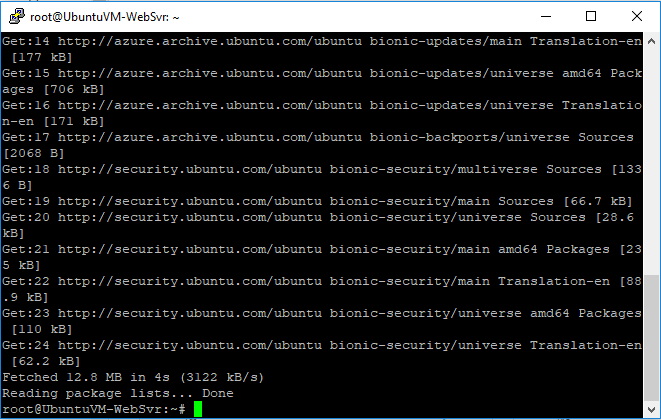 root@UbuntuVM-WebSvr: ~
Get:14 http://azure.archive.ubuntu.com/ubuntu bionic-updates/main Translation-en
 [177 kB]
Get:15 http://azure.archive.ubuntu.com/ubuntu bionic-updates/universe amd64 Pack
ages [706 kB]
Get:16 http://azure.archive.ubuntu.com/ubuntu bionic-updates/universe Translatio
n-en [171 kB]
Get:17 http://azure.archive.ubuntu.com/ubuntu bionic-backports/universe Sources
[2068 B]
Get:18 http://security.ubuntu.com/ubuntu bionic-security/multiverse Sources [133
6 B]
Get:19 http://security.ubuntu.com/ubuntu bionic-security/main Sources [66.7 kB]
Get:20 http://security.ubuntu.com/ubuntu bionic-security/universe Sources [28.6
kB]
Get:21 http://security.ubuntu.com/ubuntu bionic-security/main amd64 Packages [23
5 kB]
Get:22 http://security.ubuntu.com/ubuntu bionic-security/main Translation-en [88
.9 kB]
Get:23 http://security.ubuntu.com/ubuntu bionic-security/universe amd64 Packages
 [110 kB]
Get:24 http://security.ubuntu.com/ubuntu bionic-security/universe Translation-en
 [62.2 kB]
Fetched 12.8 MB in 4s (3122 kB/s)
Reading package lists... Done
root@UbuntuVM-WebSvr:~#